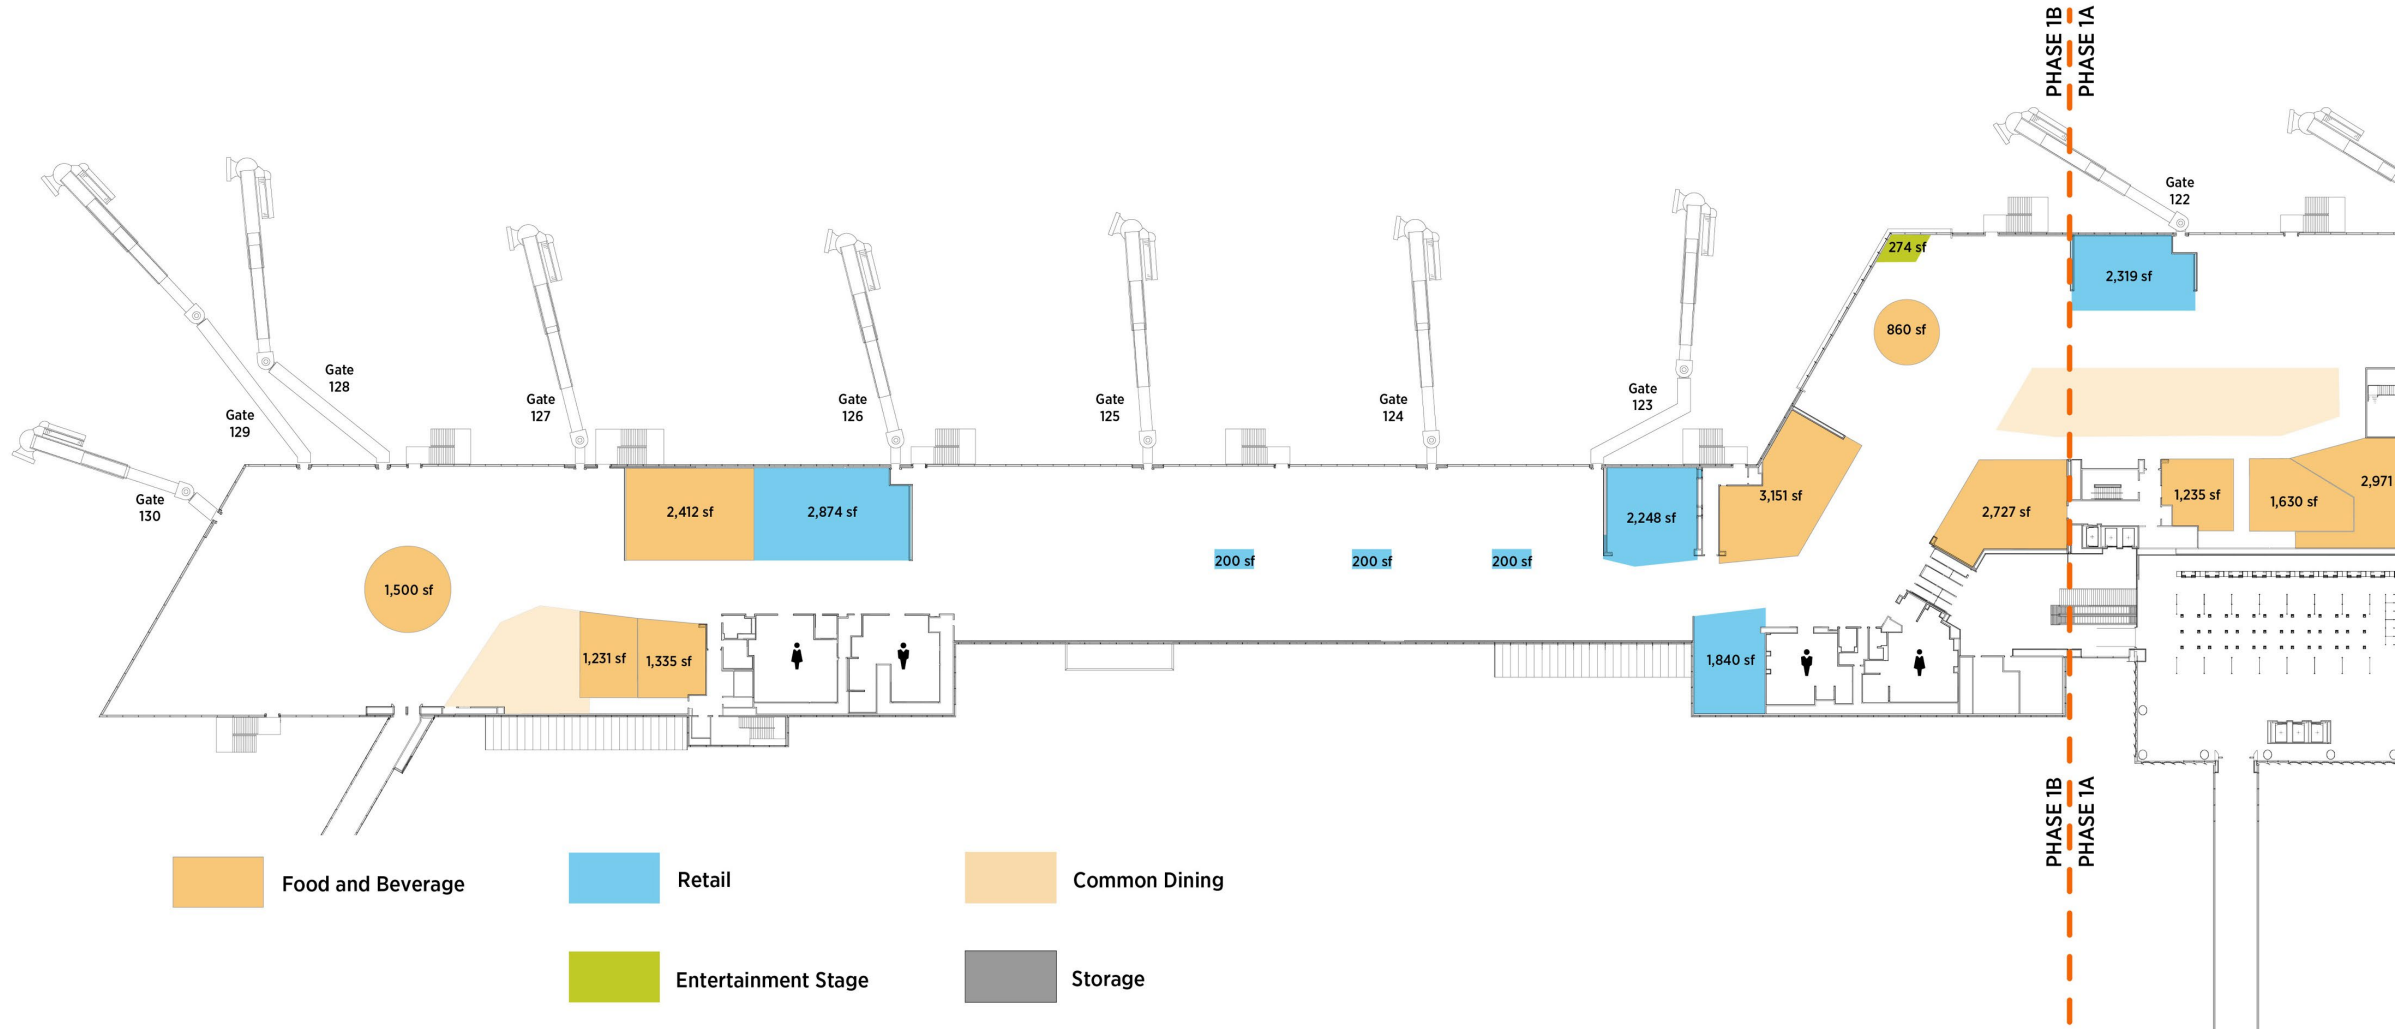 PHASE 1B
PHASE 1A
Gate
122
274 sf
2,319 sf
860 sf
Gate
128
Gate
129
Gate
127
Gate
126
Gate
125
Gate
124
Gate
123
Gate
130
2,412 sf
2,874 sf
2,248 sf
3,151 sf
2,727 sf
1,235 sf
1,630 sf
2,971
200 sf
200 sf
200 sf
1,500 sf
1,231 sf
1,335 sf
1,840 sf
PHASE 1B
PHASE 1A
Food and Beverage
Retail
Common Dining
Entertainment Stage
Storage